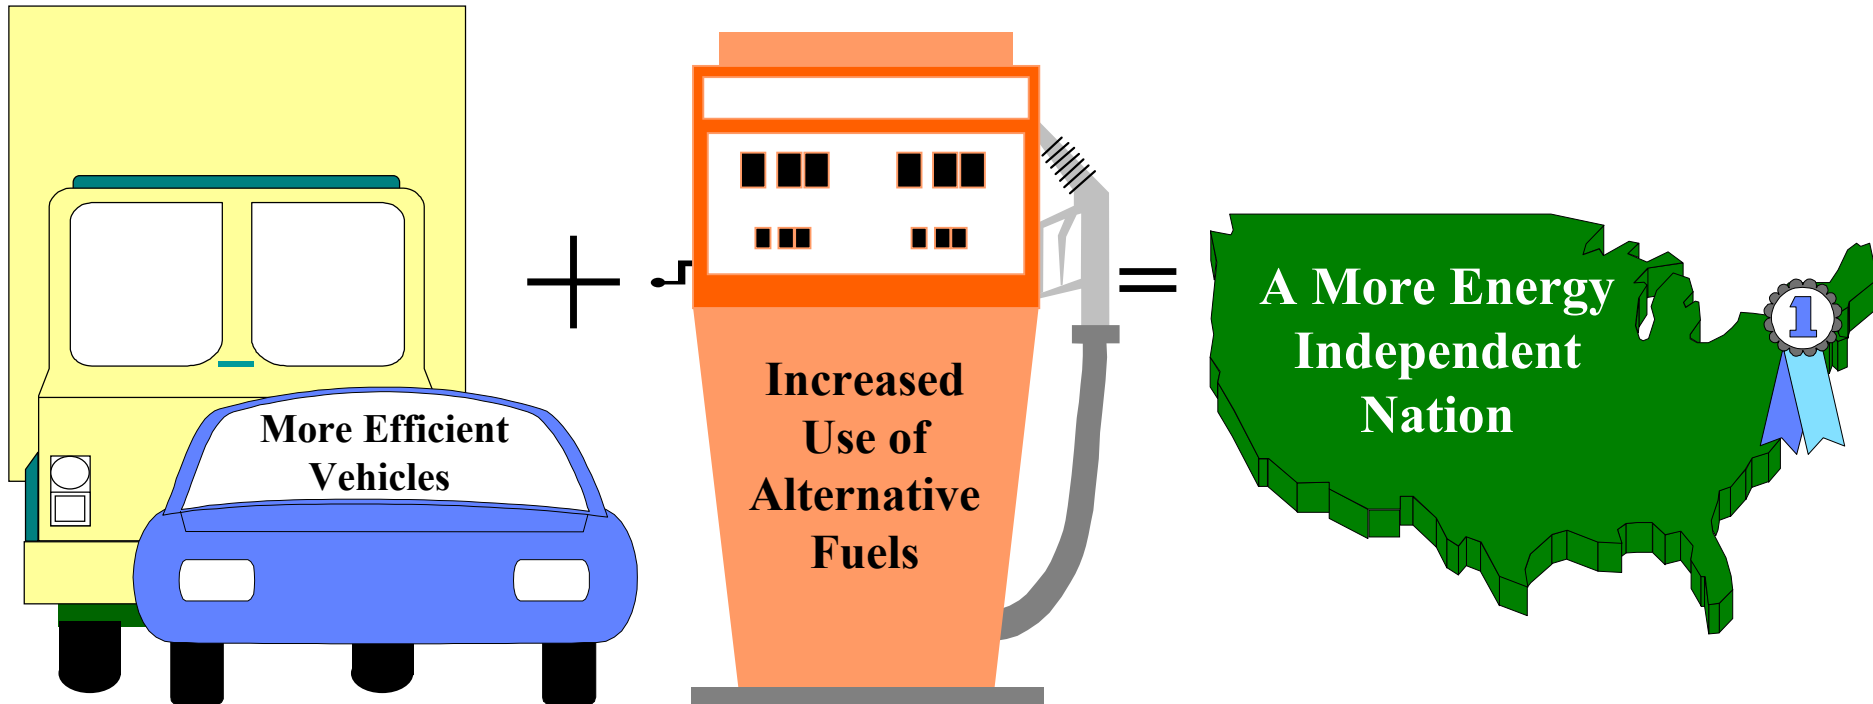 More Efficient
Vehicles
+
Increased
Use of
Alternative
Fuels
=
A More Energy
Independent
Nation
1